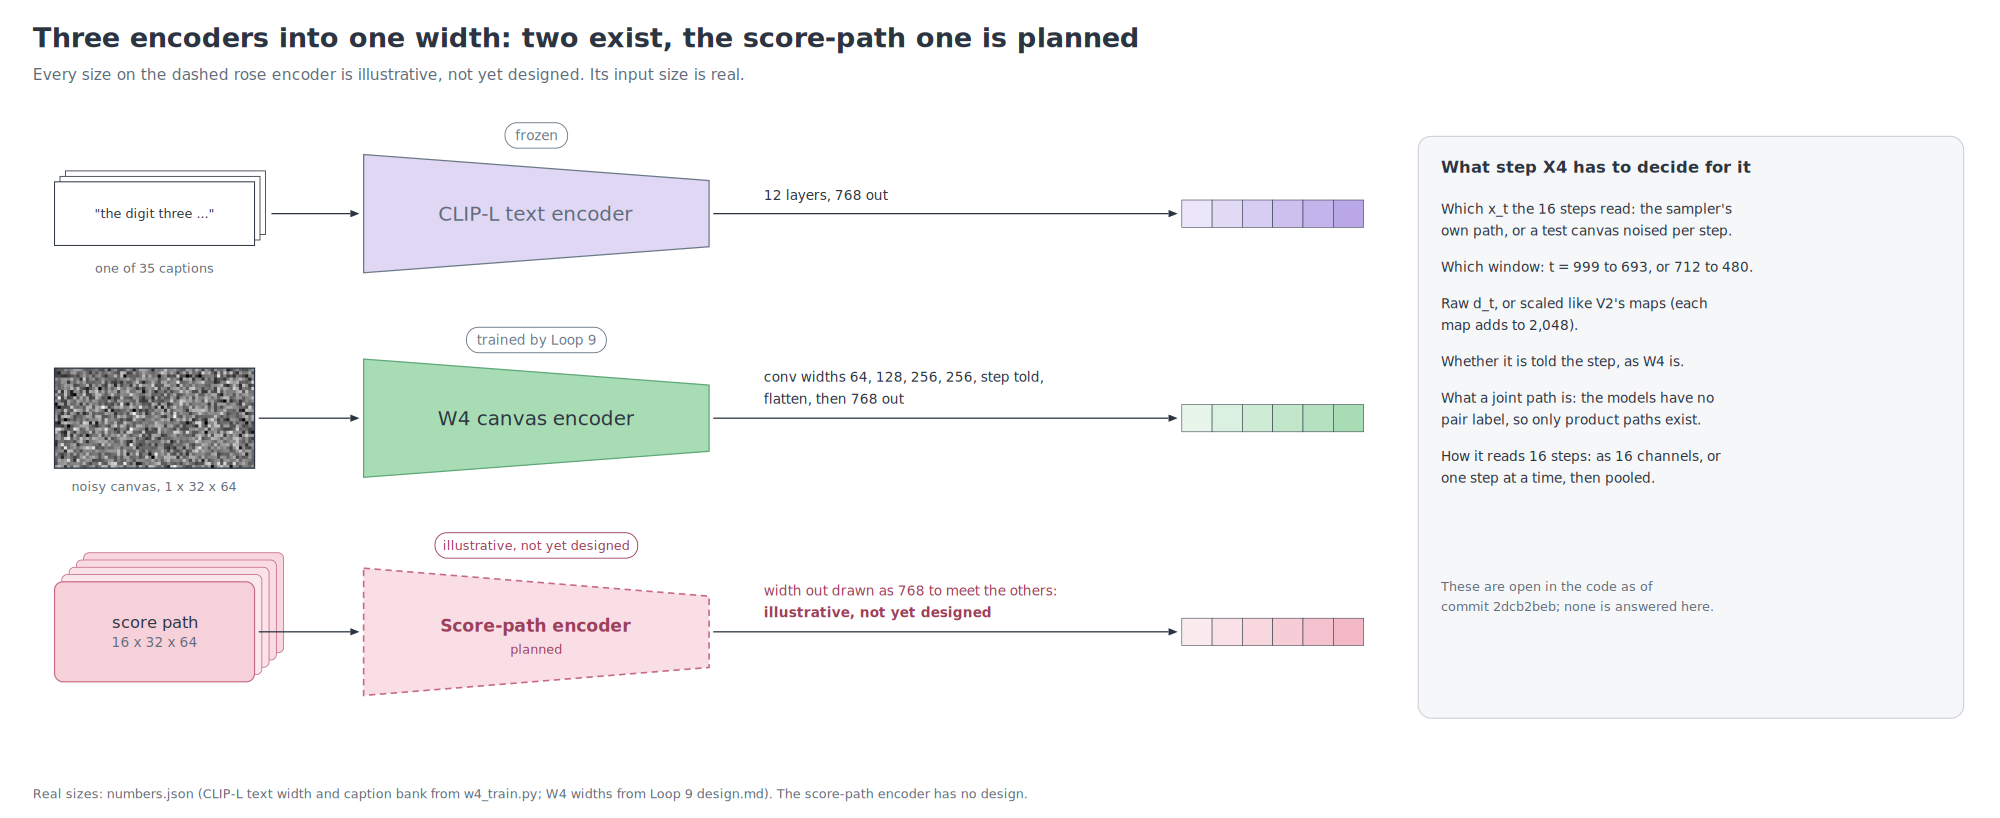 Three encoders into one width: two exist, the score-path one is planned
Every size on the dashed rose encoder is illustrative, not yet designed. Its input size is real.
frozen
"the digit three ..."
CLIP-L text encoder
12 layers, 768 out
one of 35 captions
trained by Loop 9
W4 canvas encoder
conv widths 64, 128, 256, 256, step told,
flatten, then 768 out
noisy canvas, 1 x 32 x 64
illustrative, not yet designed
score path
16 x 32 x 64
Score-path encoder
planned
width out drawn as 768 to meet the others:
illustrative, not yet designed
What step X4 has to decide for it
Which x_t the 16 steps read: the sampler's
own path, or a test canvas noised per step.
Which window: t = 999 to 693, or 712 to 480.
Raw d_t, or scaled like V2's maps (each
map adds to 2,048).
Whether it is told the step, as W4 is.
What a joint path is: the models have no
pair label, so only product paths exist.
How it reads 16 steps: as 16 channels, or
one step at a time, then pooled.
These are open in the code as of
commit 2dcb2beb; none is answered here.
Real sizes: numbers.json (CLIP-L text width and caption bank from w4_train.py; W4 widths from Loop 9 design.md). The score-path encoder has no design.